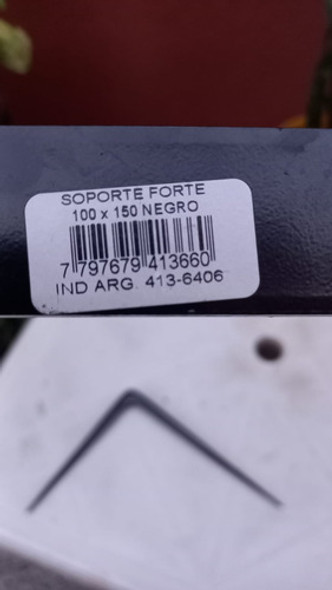 SOPORTE FORTE
100 x 150 NEGRO
7 797679 413660
IND ARG. 413-6406